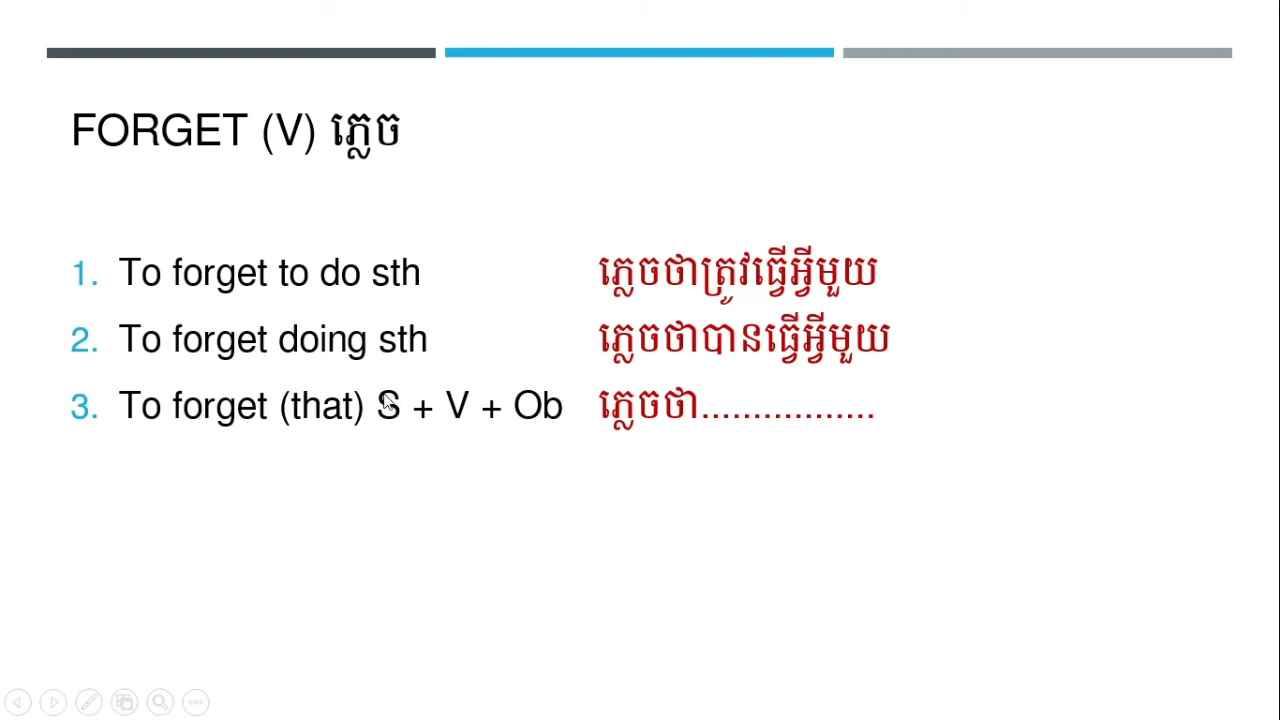 FORGET (V) ភ្លេច
1. To forget to do sth ភ្លេចថាត្រូវធ្វើអ្វីមួយ
2. To forget doing sth ភ្លេចថាបានធ្វើអ្វីមួយ
3. To forget (that) S + V + Ob ភ្លេចថា.................